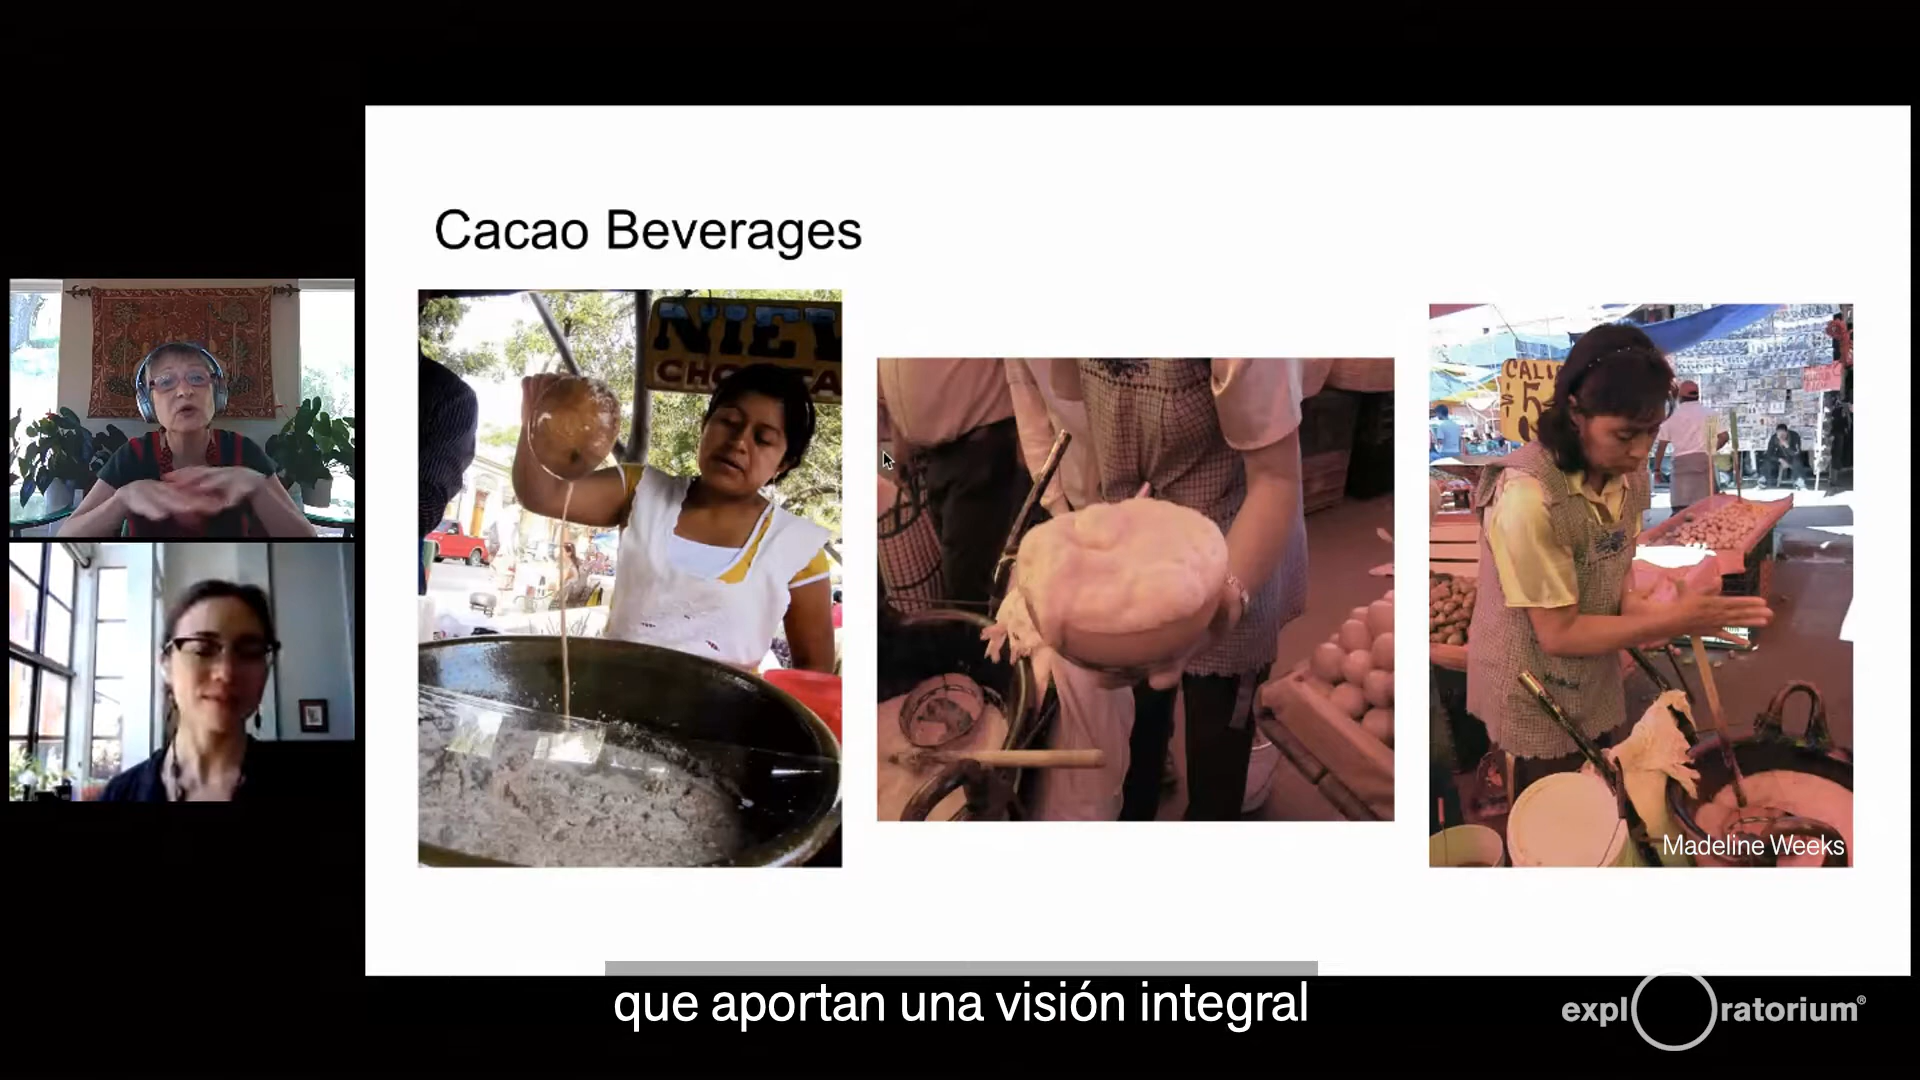 Cacao Beverages
Madeline Weeks
que aportan una visión integral
expl ratorium®